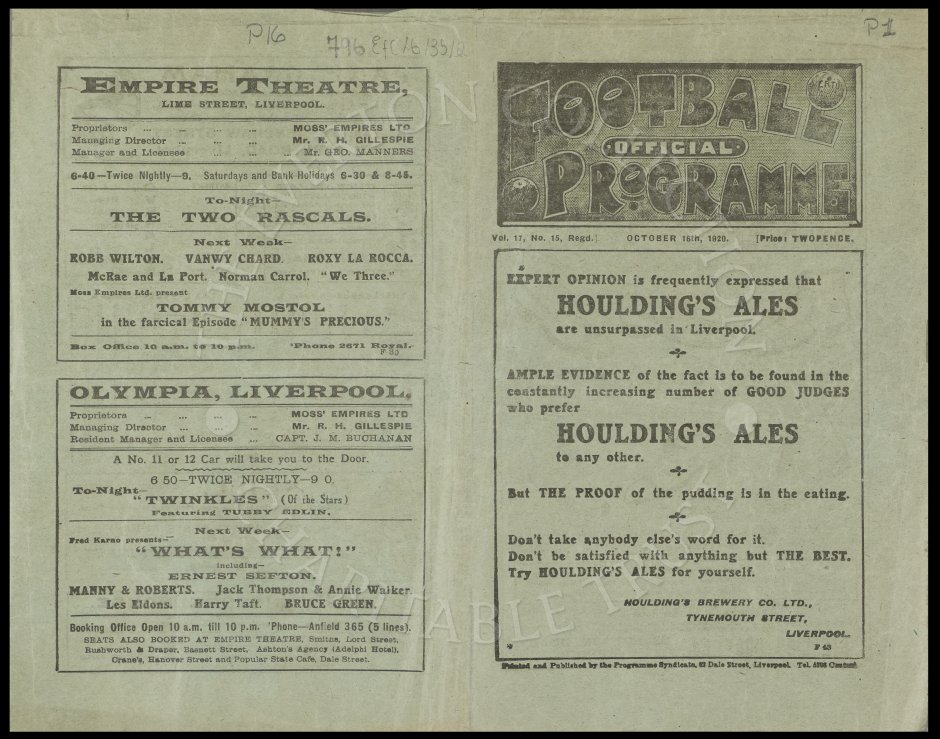 P16
796 EFC/6/35/2
P1
EMPIRE THEATRE,
LIME STREET, LIVERPOOL.
Proprietors ... ... ... ... MOSS' EMPIRES LTD
Managing Director ... ... ... Mr. R. H. GILLESPIE
Manager and Licensee ... ... ... Mr. GEO. MANNERS
6-40—Twice Nightly—9. Saturdays and Bank Holidays 6-30 & 8-45.
To-Night—
THE TWO RASCALS.
Next Week—
ROBB WILTON. VANWY CHARD. ROXY LA ROCCA.
McRae and La Port. Norman Carrol. "We Three."
Moss Empires Ltd. present
TOMMY MOSTOL
in the farcical Episode "MUMMY'S PRECIOUS."
Box Office 10 a.m. to 10 p.m. 'Phone 2671 Royal.
OLYMPIA, LIVERPOOL.
Proprietors ... ... ... ... MOSS' EMPIRES LTD
Managing Director ... ... ... Mr. R. H. GILLESPIE
Resident Manager and Licensee ... CAPT. J. M. BUCHANAN
A No. 11 or 12 Car will take you to the Door.
6 50—TWICE NIGHTLY—9 0.
To-Night—
"TWINKLES" (Of the Stars)
Featuring TUBBY EDLIN.
Next Week—
Fred Karno presents—
"WHAT'S WHAT!"
including—
ERNEST SEFTON.
MANNY & ROBERTS. Jack Thompson & Annie Walker.
Les Eldons. Harry Taft. BRUCE GREEN.
Booking Office Open 10 a.m. till 10 p.m. 'Phone—Anfield 365 (5 lines).
SEATS ALSO BOOKED AT EMPIRE THEATRE, Smiths, Lord Street,
Rushworth & Draper, Basnett Street, Ashton's Agency (Adelphi Hotel),
Crane's, Hanover Street and Popular State Cafe, Dale Street.
FOOTBALL
OFFICIAL
PROGRAMME
Vol. 17, No. 15, Regd.] OCTOBER 16th, 1920. [Price: TWOPENCE.
EXPERT OPINION is frequently expressed that
HOULDING'S ALES
are unsurpassed in Liverpool.
AMPLE EVIDENCE of the fact is to be found in the
constantly increasing number of GOOD JUDGES
who prefer
HOULDING'S ALES
to any other.
But THE PROOF of the pudding is in the eating.
Don't take anybody else's word for it.
Don't be satisfied with anything but THE BEST.
Try HOULDING'S ALES for yourself.
HOULDING'S BREWERY CO. LTD.,
TYNEMOUTH STREET,
LIVERPOOL.
F 43
Printed and Published by the Programme Syndicate, 62 Dale Street, Liverpool. Tel.